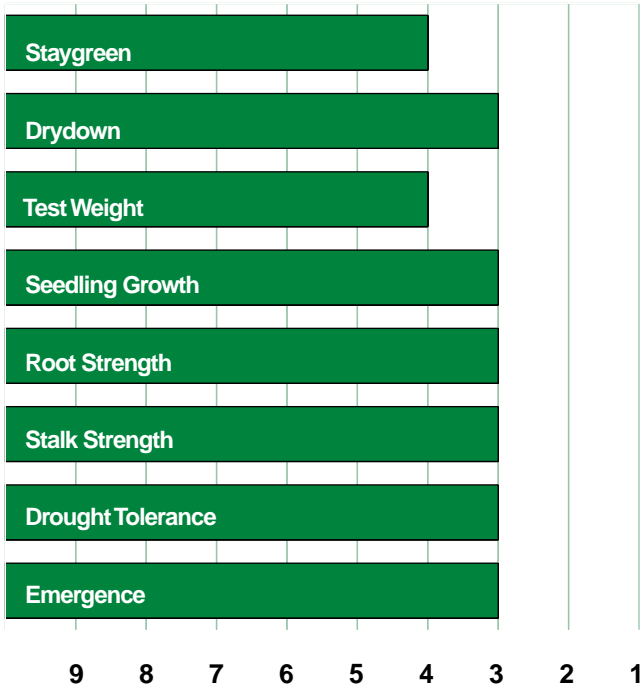 Staygreen
Drydown
Test Weight
Seedling Growth
Root Strength
Stalk Strength
Drought Tolerance
Emergence
9 8 7 6 5 4 3 2 1